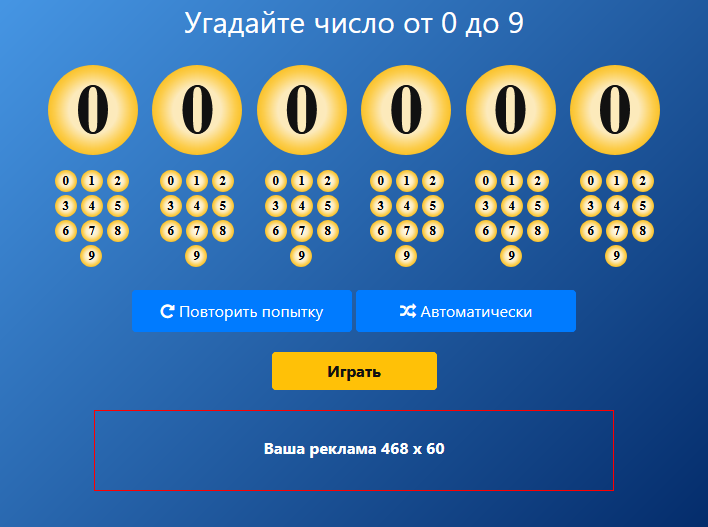 Угадайте число от 0 до 9
0 0 0 0 0 0
0 1 2 0 1 2 0 1 2 0 1 2 0 1 2 0 1 2
3 4 5 3 4 5 3 4 5 3 4 5 3 4 5 3 4 5
6 7 8 6 7 8 6 7 8 6 7 8 6 7 8 6 7 8
9 9 9 9 9 9
Повторить попытку Автоматически
Играть
Ваша реклама 468 x 60